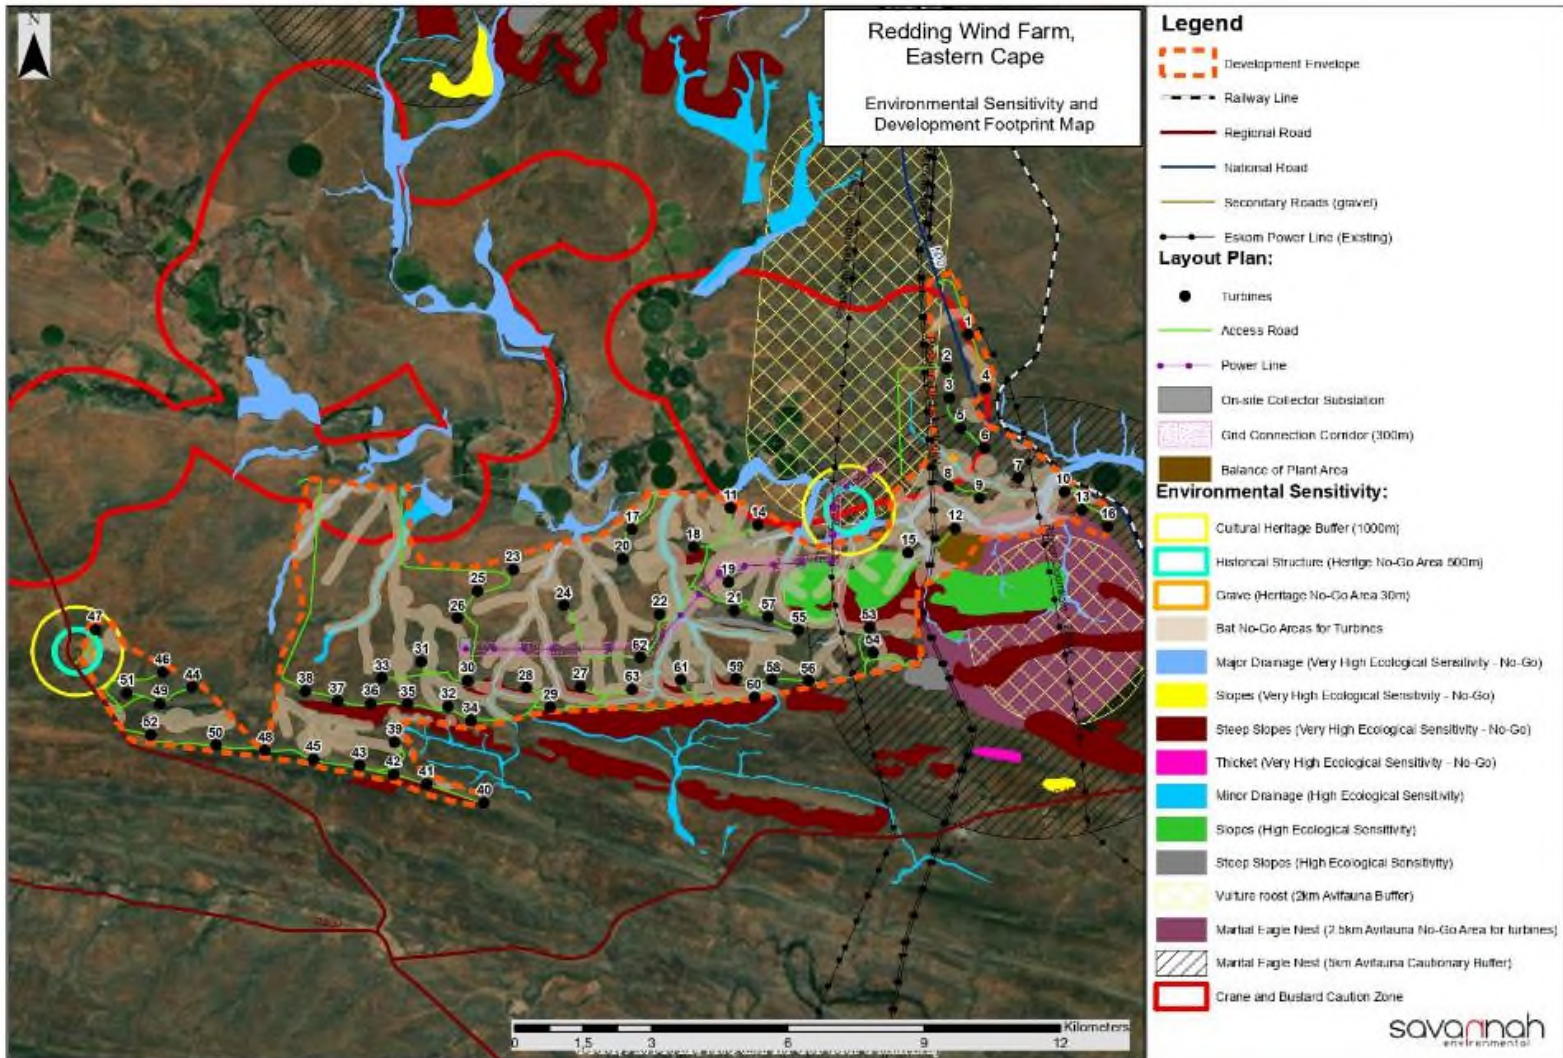 N
Redding Wind Farm,
Eastern Cape
Environmental Sensitivity and
Development Footprint Map
1
2
3
4
5
6
7
8
9
10
11
12
13
14
15
16
17
18
19
20
21
22
23
24
25
26
27
28
29
30
31
32
33
34
35
36
37
38
39
40
41
42
43
44
45
46
47
48
49
50
51
52
53
54
55
56
57
58
59
60
61
62
63
0
1,5
3
6
9
12
Kilometers
Legend
Development Envelope
Railway Line
Regional Road
National Road
Secondary Roads (gravel)
Eskom Power Line (Existing)
Layout Plan:
Turbines
Access Road
Power Line
On-site Collector Substation
Grid Connection Corridor (300m)
Balance of Plant Area
Environmental Sensitivity:
Cultural Heritage Buffer (1000m)
Historical Structure (Heritge No-Go Area 500m)
Grave (Heritage No-Go Area 30m)
Bat No-Go Areas for Turbines
Major Drainage (Very High Ecological Sensitivity - No-Go)
Slopes (Very High Ecological Sensitivity - No-Go)
Steep Slopes (Very High Ecological Sensitivity - No-Go)
Thicket (Very High Ecological Sensitivity - No-Go)
Minor Drainage (High Ecological Sensitivity)
Slopes (High Ecological Sensitivity)
Steep Slopes (High Ecological Sensitivity)
Vulture roost (2km Avifauna Buffer)
Martial Eagle Nest (2.5km Avifauna No-Go Area for turbines)
Marital Eagle Nest (5km Avifauna Cautionary Buffer)
Crane and Bustard Caution Zone
savannah
environmental